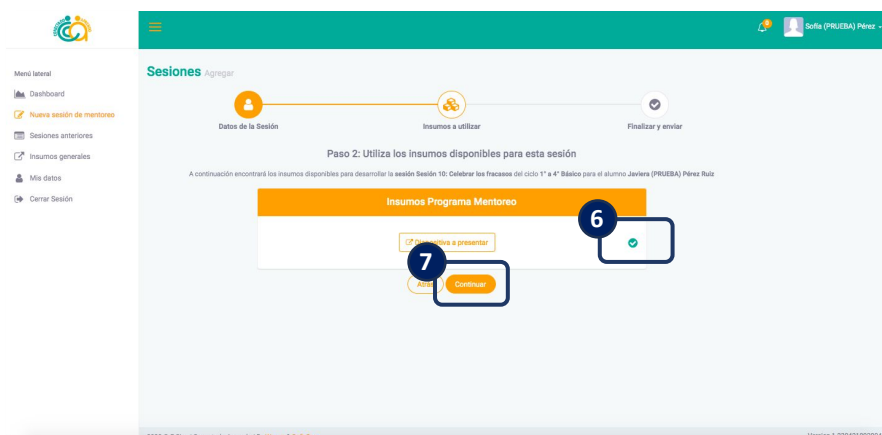 Sofía (PRUEBA) Pérez
Menú lateral
Dashboard
Nueva sesión de mentoreo
Sesiones anteriores
Insumos generales
Mis datos
Cerrar Sesión
Sesiones Agregar
Datos de la Sesión
Insumos a utilizar
Finalizar y enviar
Paso 2: Utiliza los insumos disponibles para esta sesión
A continuación encontrará los insumos disponibles para desarrollar la sesión Sesión 10: Celebrar los fracasos del ciclo 1° a 4° Básico para el alumno Javiera (PRUEBA) Pérez Ruiz
Insumos Programa Mentoreo
6
a presentar
7
Atrás
Continuar